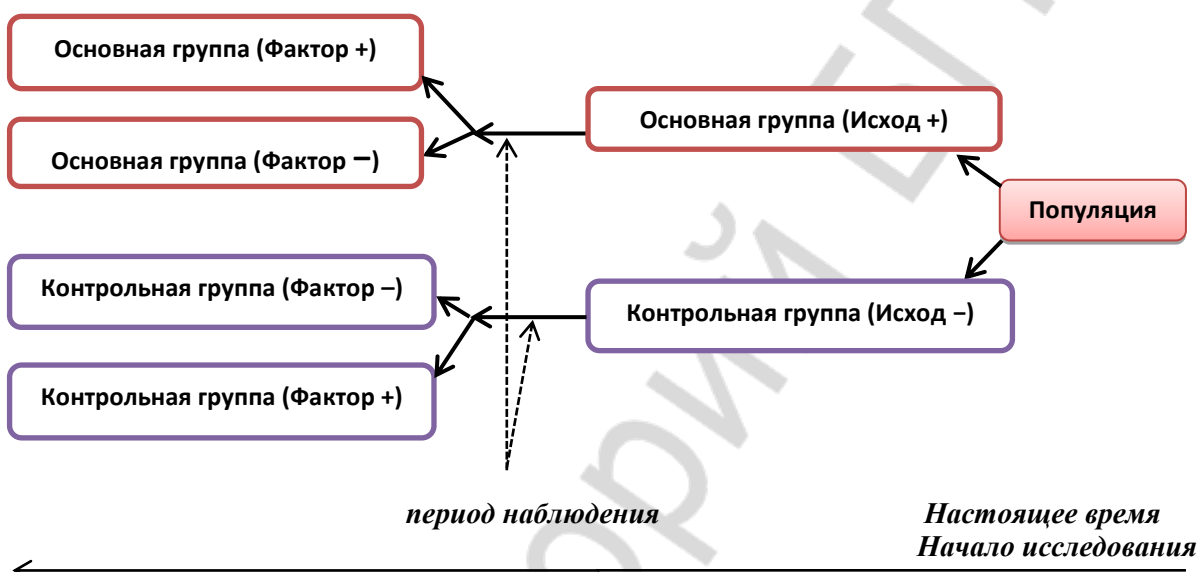 Основная группа (Фактор +)
Основная группа (Исход +)
Основная группа (Фактор −)
Популяция
Контрольная группа (Фактор –)
Контрольная группа (Исход −)
Контрольная группа (Фактор +)
период наблюдения
Настоящее время
Начало исследования